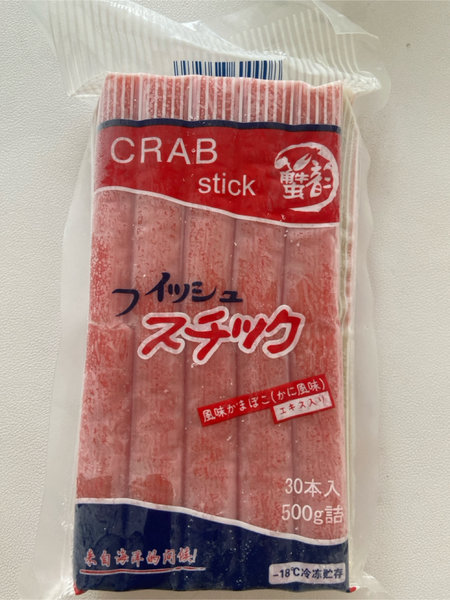 CRAB
stick
蟹韵
フイッシュ
スチック
風味かまぼこ(かに風味)
エキス入り
30本入
500g詰
来自海洋的问候!
-18℃冷冻贮存